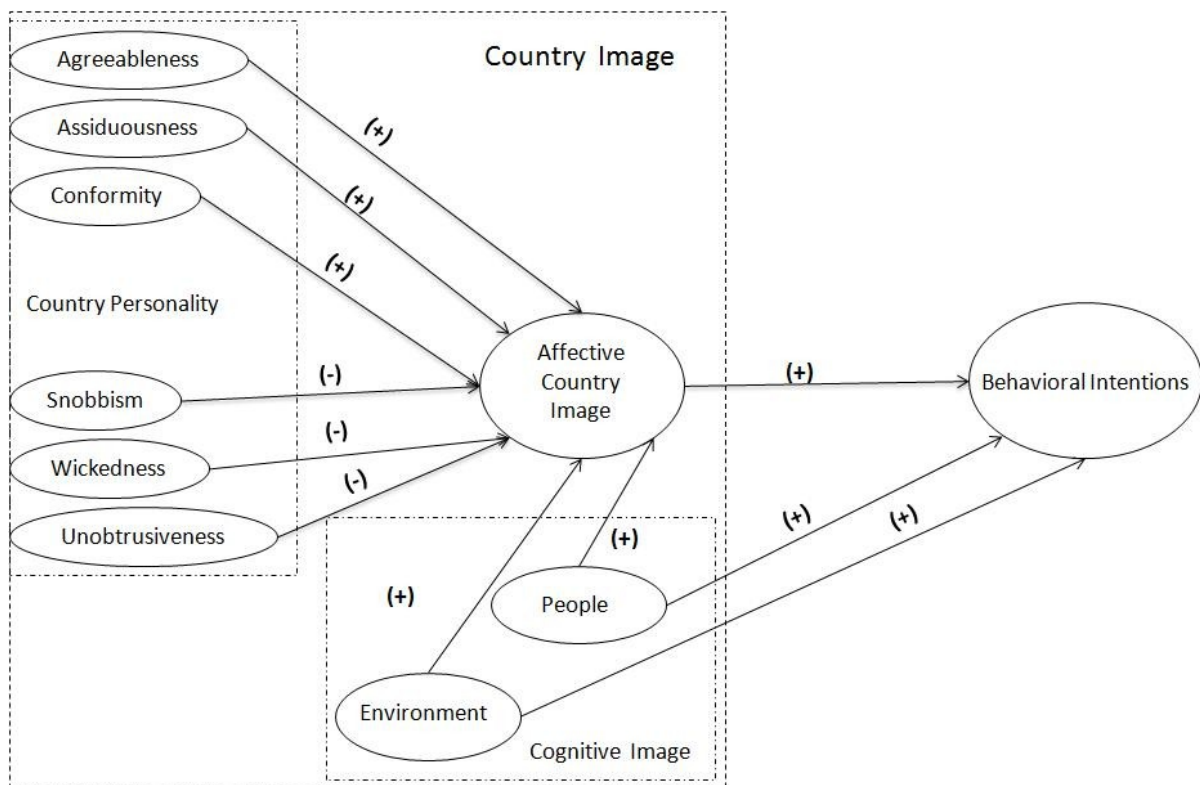 Country Image
Agreeableness
(+)
Assiduousness
(+)
Conformity
(+)
Country Personality
Affective
Country
Image
(-)
Snobbism
(+)
Behavioral Intentions
(-)
Wickedness
(-)
Unobtrusiveness
(+)
(+)
(+)
(+)
People
Environment
Cognitive Image